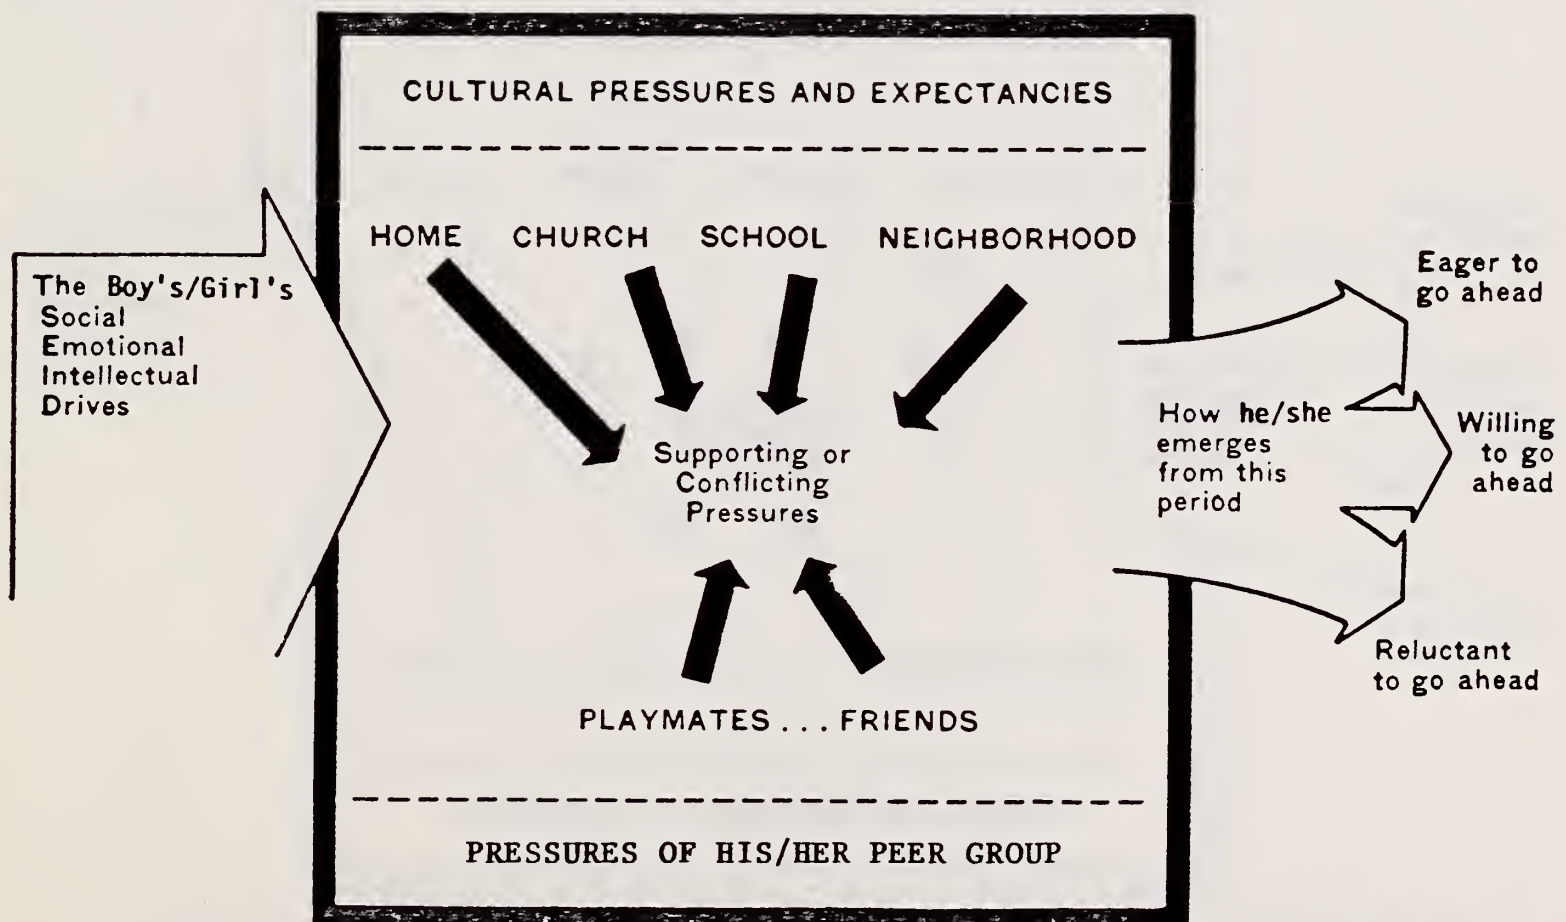 CULTURAL PRESSURES AND EXPECTANCIES
HOME CHURCH SCHOOL NEIGHBORHOOD
The Boy's/Girl's
Social
Emotional
Intellectual
Drives
Supporting or
Conflicting
Pressures
PLAYMATES ... FRIENDS
PRESSURES OF HIS/HER PEER GROUP
How he/she
emerges
from this
period
Eager to
go ahead
Willing
to go
ahead
Reluctant
to go ahead